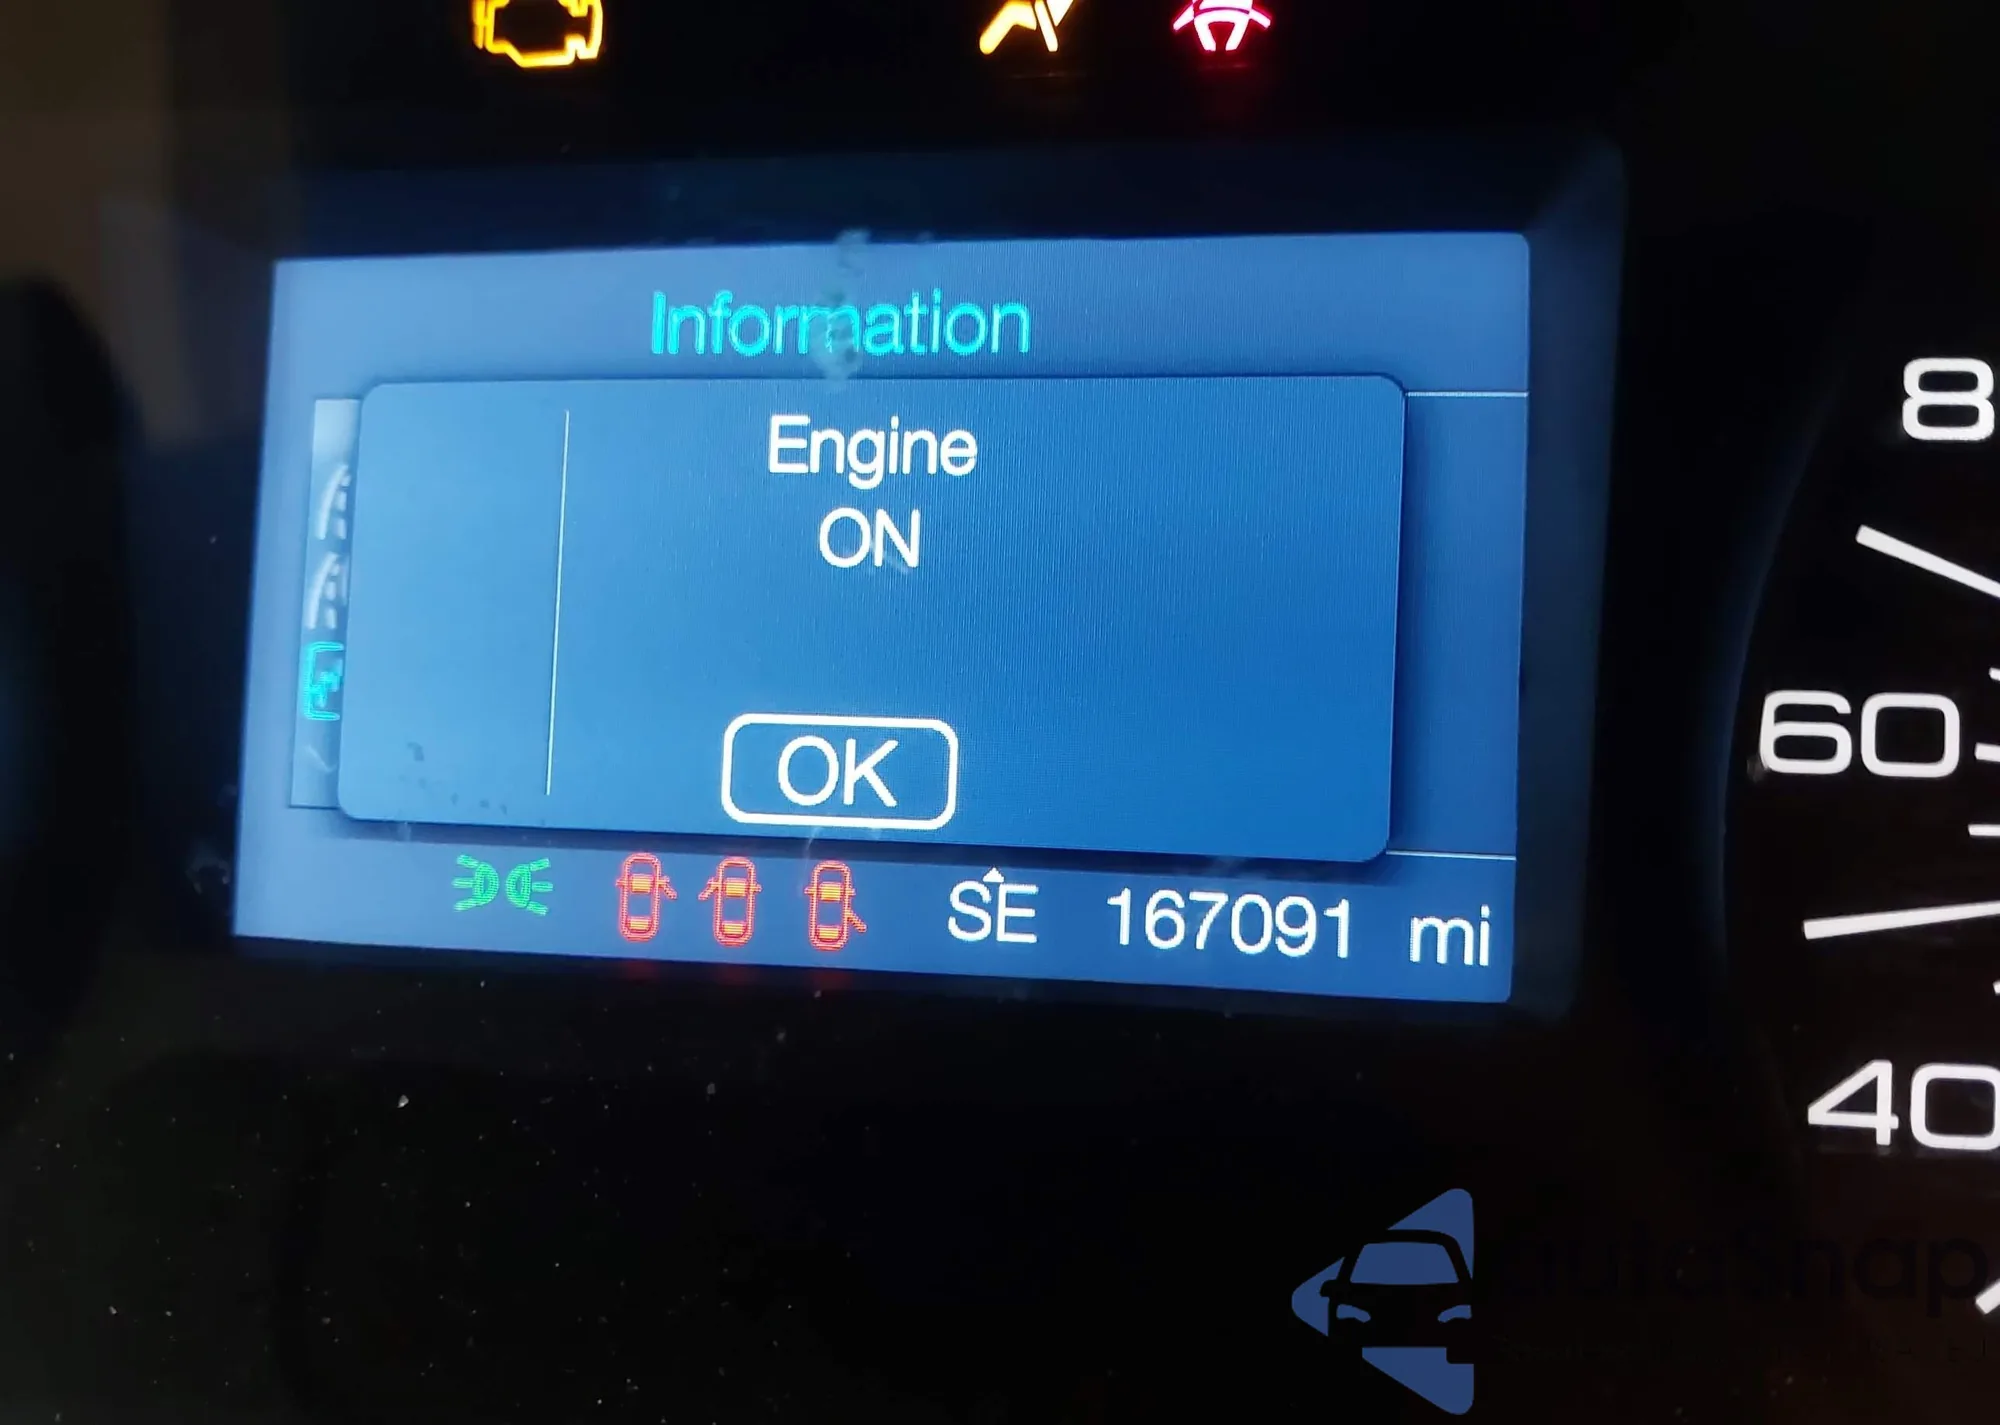 Information
Engine
ON
OK
SE 167091 mi
8
60
40